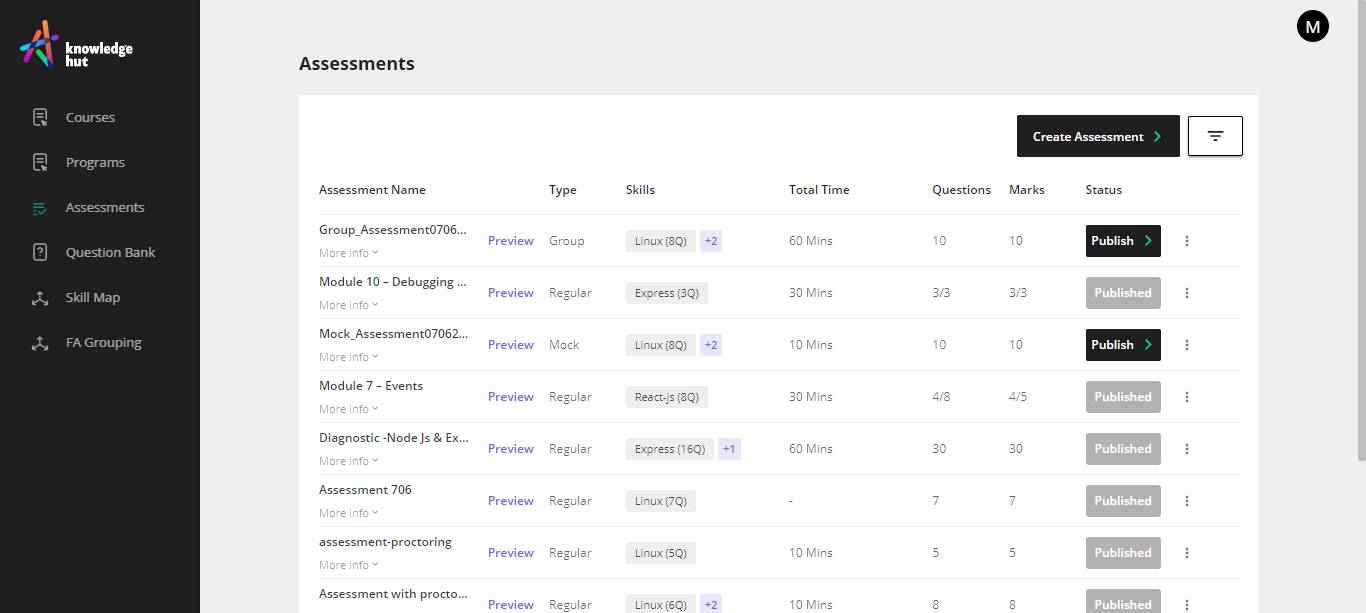 knowledge
hut
M
Courses
Programs
Assessments
Question Bank
Skill Map
FA Grouping
Assessments
Create Assessment
Assessment Name Type Skills Total Time Questions Marks Status
Group_Assessment0706...
More info
Preview Group Linux (8Q) +2 60 Mins 10 10 Publish
Module 10 – Debugging ...
More info
Preview Regular Express (3Q) 30 Mins 3/3 3/3 Published
Mock_Assessment07062...
More info
Preview Mock Linux (8Q) +2 10 Mins 10 10 Publish
Module 7 – Events
More info
Preview Regular React-js (8Q) 30 Mins 4/8 4/5 Published
Diagnostic -Node Js & Ex...
More info
Preview Regular Express (16Q) +1 60 Mins 30 30 Published
Assessment 706
More info
Preview Regular Linux (7Q) - 7 7 Published
assessment-proctoring
More info
Preview Regular Linux (5Q) 10 Mins 5 5 Published
Assessment with procto...
Preview Regular Linux (6Q) +2 10 Mins 8 8 Published